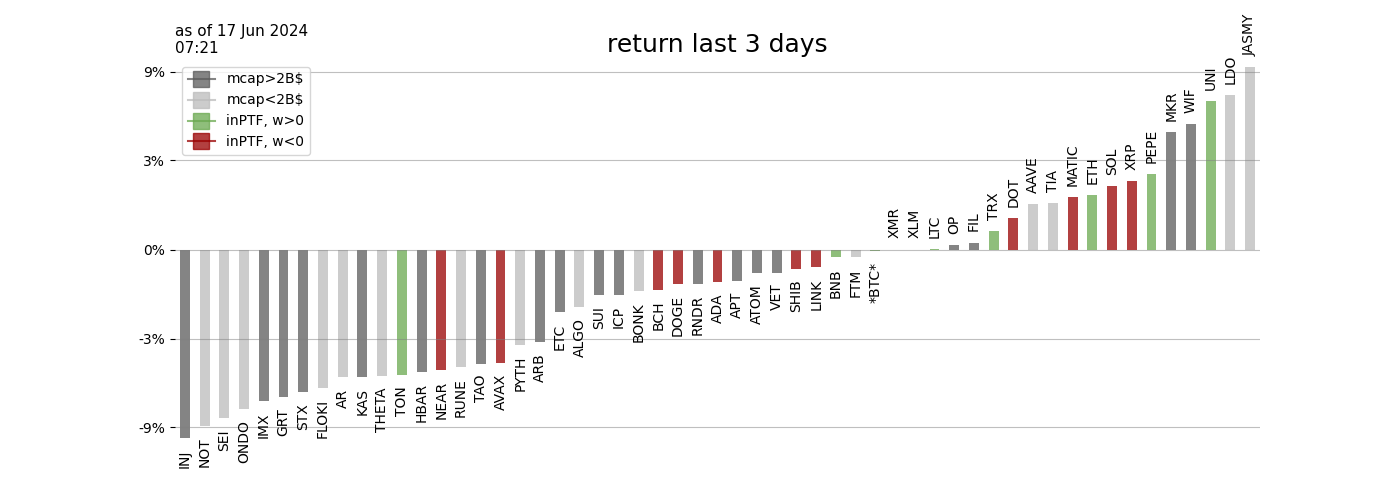 as of 17 Jun 2024
07:21
return last 3 days
mcap>2B$
mcap<2B$
inPTF, w>0
inPTF, w<0
9%
3%
0%
-3%
-9%
INJ
NOT
SEI
ONDO
IMX
GRT
STX
FLOKI
AR
KAS
THETA
TON
HBAR
NEAR
RUNE
TAO
AVAX
PYTH
ARB
ETC
ALGO
SUI
ICP
BONK
BCH
DOGE
RNDR
ADA
APT
ATOM
VET
SHIB
LINK
BNB
FTM
*BTC*
XMR
XLM
LTC
OP
FIL
TRX
DOT
AAVE
TIA
MATIC
ETH
SOL
XRP
PEPE
MKR
WIF
UNI
LDO
JASMY